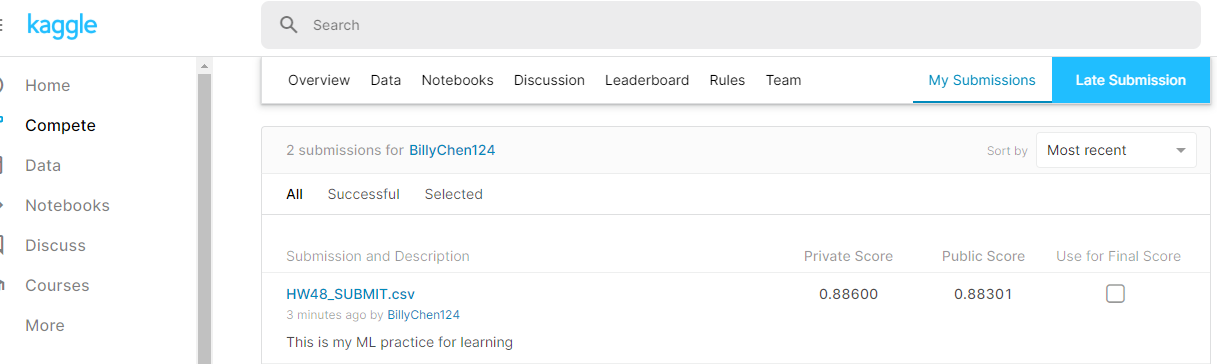 kaggle
Search
Home
Compete
Data
Notebooks
Discuss
Courses
More
Overview Data Notebooks Discussion Leaderboard Rules Team My Submissions Late Submission
2 submissions for BillyChen124 Sort by Most recent
All Successful Selected
Submission and Description Private Score Public Score Use for Final Score
HW48_SUBMIT.csv 0.88600 0.88301
3 minutes ago by BillyChen124
This is my ML practice for learning